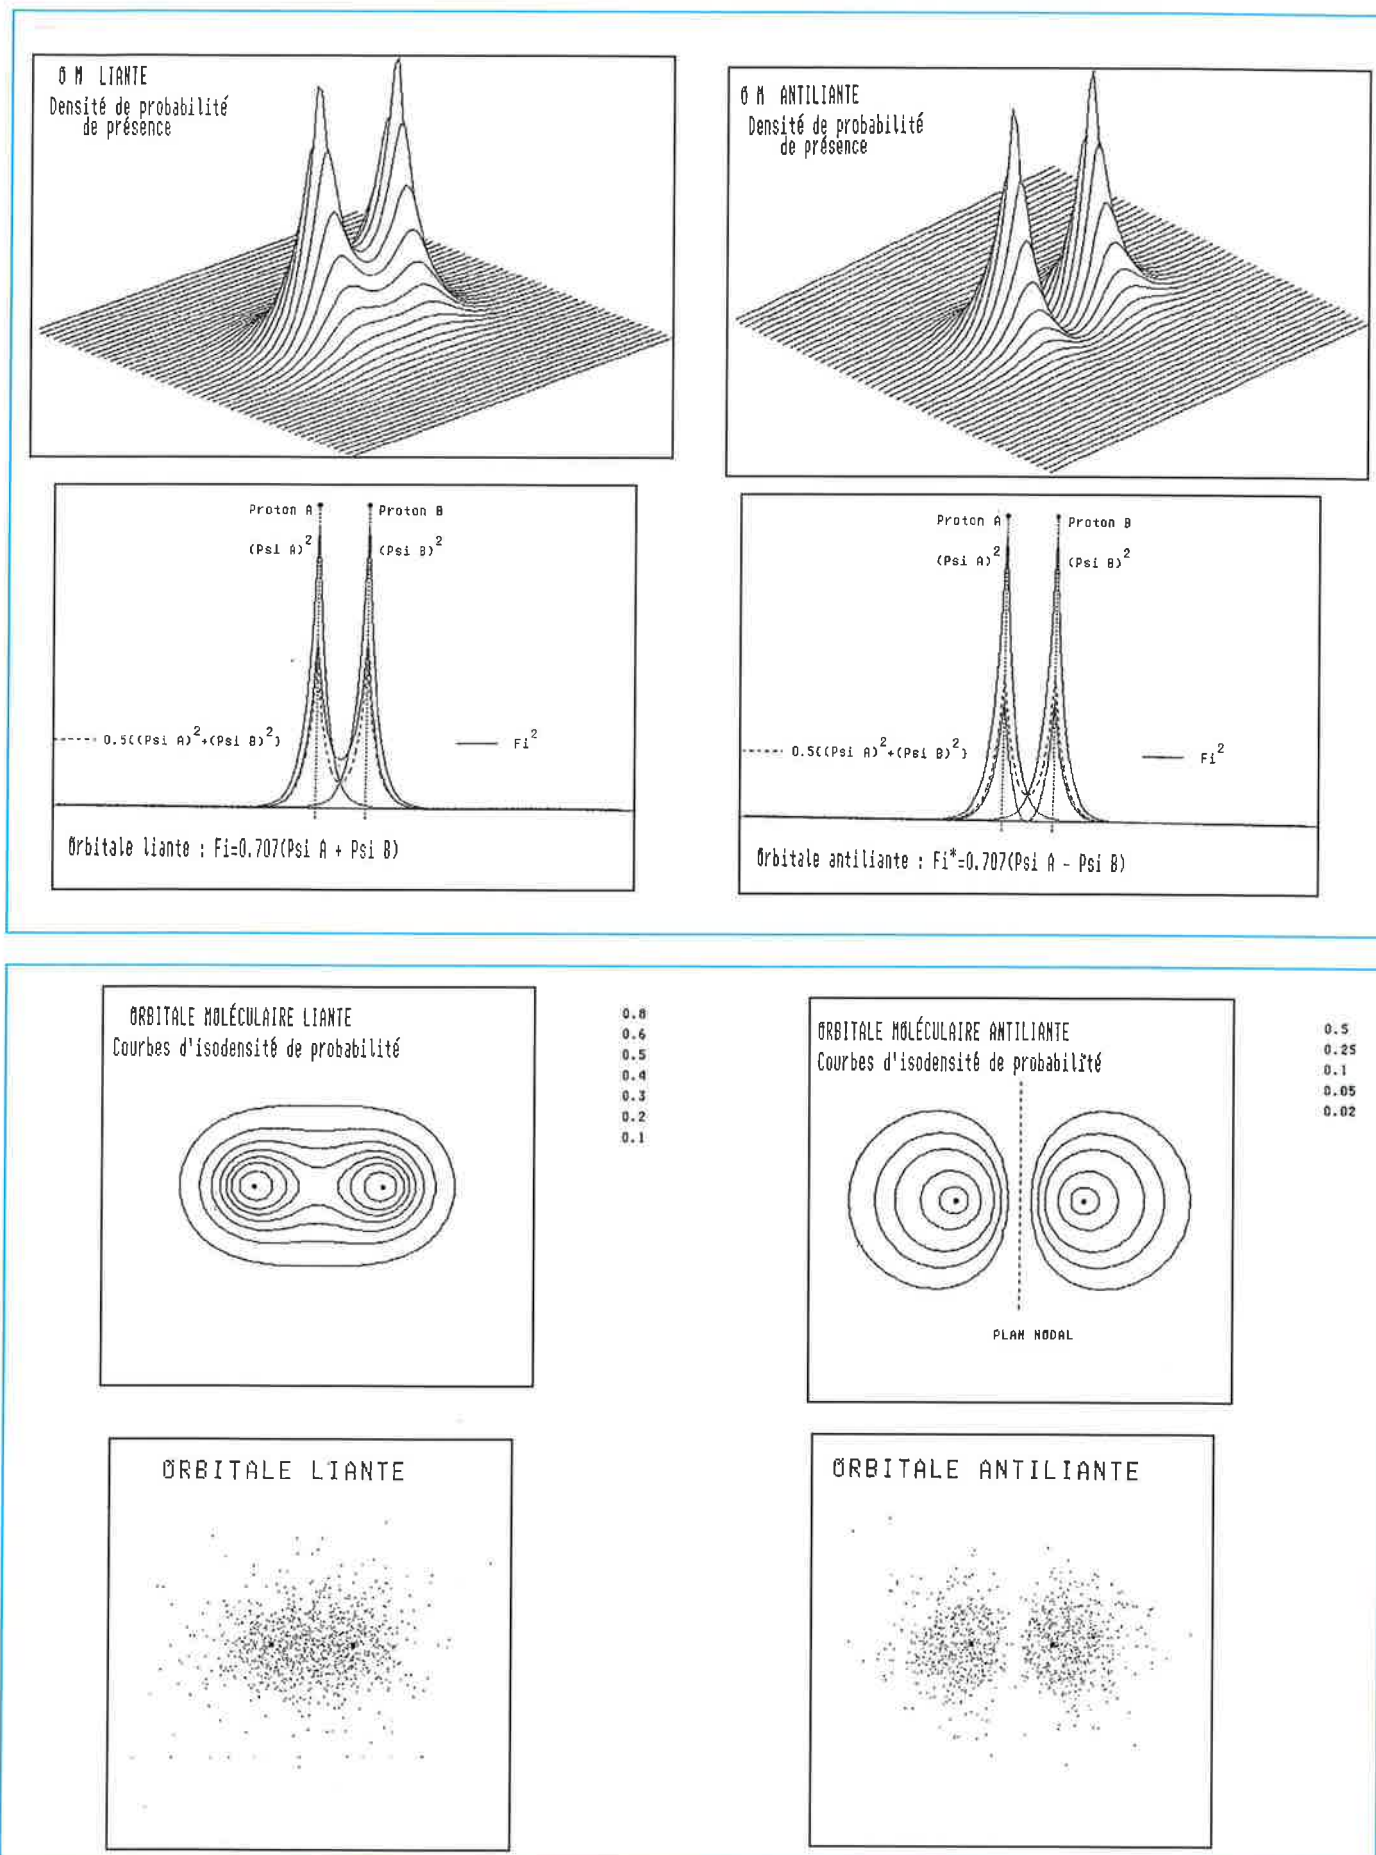 O M LIANTE
Densité de probabilité
de présence
O M ANTILIANTE
Densité de probabilité
de présence
Proton A
Proton B
(Psi A)²
(Psi B)²
0.5((Psi A)²+(Psi B)²)
Fi²
Orbitale liante : Fi=0.707(Psi A + Psi B)
Proton A
Proton B
(Psi A)²
(Psi B)²
0.5((Psi A)²+(Psi B)²)
Fi²
Orbitale antiliante : Fi*=0.707(Psi A - Psi B)
ORBITALE MOLÉCULAIRE LIANTE
Courbes d'isodensité de probabilité
0.8
0.6
0.5
0.4
0.3
0.2
0.1
ORBITALE MOLÉCULAIRE ANTILIANTE
Courbes d'isodensité de probabilité
PLAN NODAL
0.5
0.25
0.1
0.05
0.02
ORBITALE LIANTE
ORBITALE ANTILIANTE